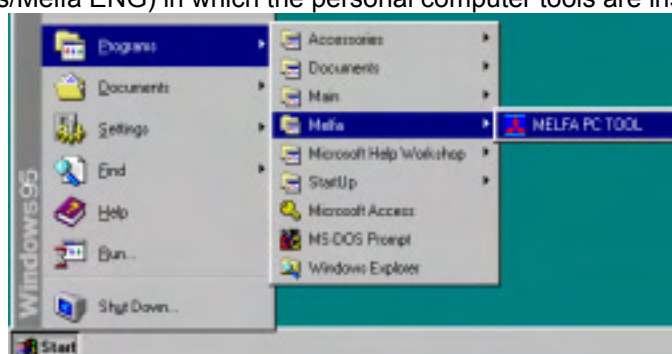 s/Melfa ENG) in which the personal computer tools are ins
Programs
Documents
Settings
Find
Help
Run...
Shut Down...
Windows95
Start
Accessories
Documents
Main
Melfa
Microsoft Help Workshop
StartUp
Microsoft Access
MS-DOS Prompt
Windows Explorer
MELFA PC TOOL